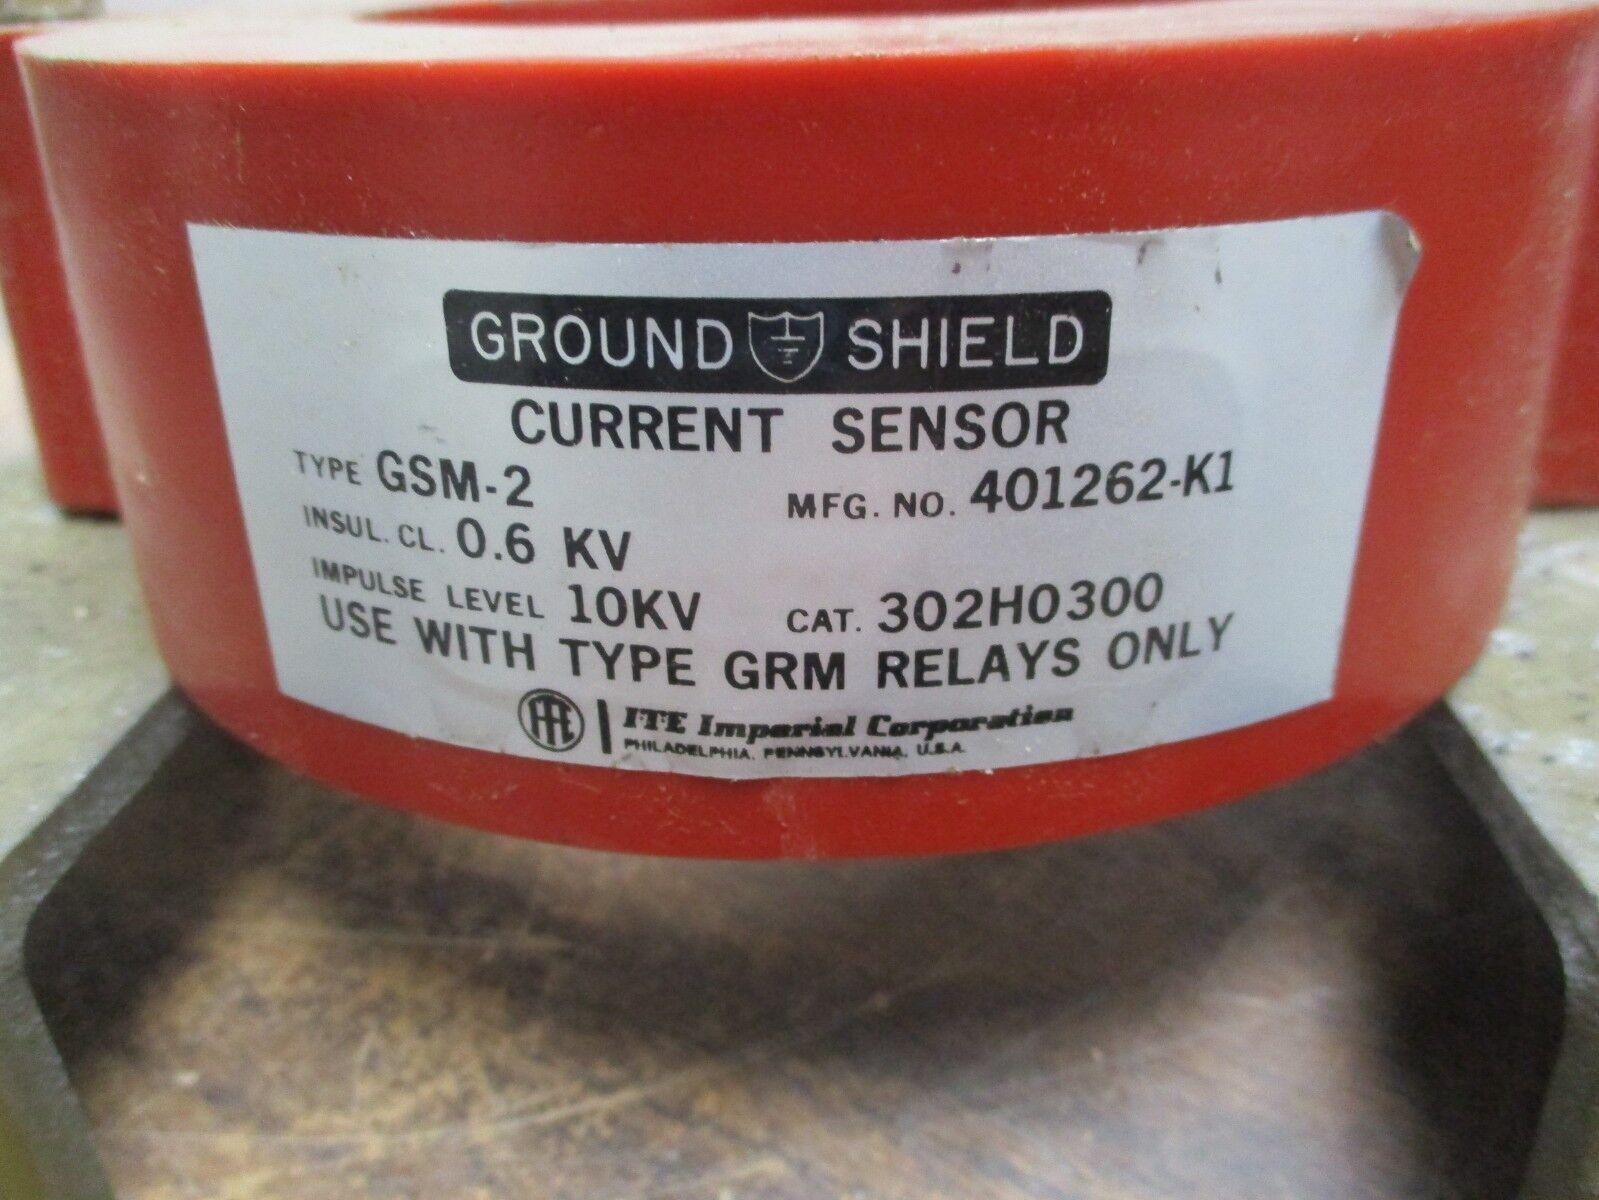 GROUND SHIELD
CURRENT SENSOR
TYPE GSM-2 MFG. NO. 401262-K1
INSUL. CL. 0.6 KV
IMPULSE LEVEL 10KV CAT. 302H0300
USE WITH TYPE GRM RELAYS ONLY
ITE I-T-E Imperial Corporation
PHILADELPHIA, PENNSYLVANIA, U.S.A.